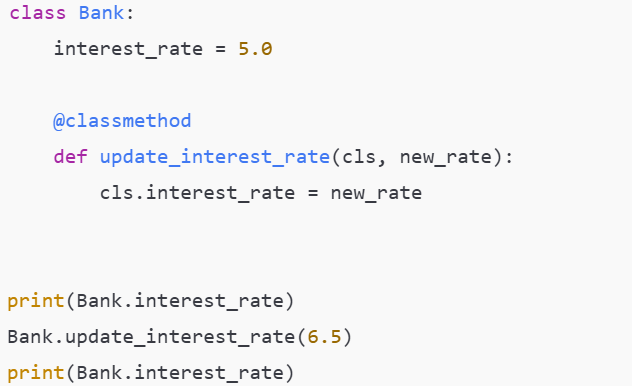 class Bank:
    interest_rate = 5.0

    @classmethod
    def update_interest_rate(cls, new_rate):
        cls.interest_rate = new_rate


print(Bank.interest_rate)
Bank.update_interest_rate(6.5)
print(Bank.interest_rate)